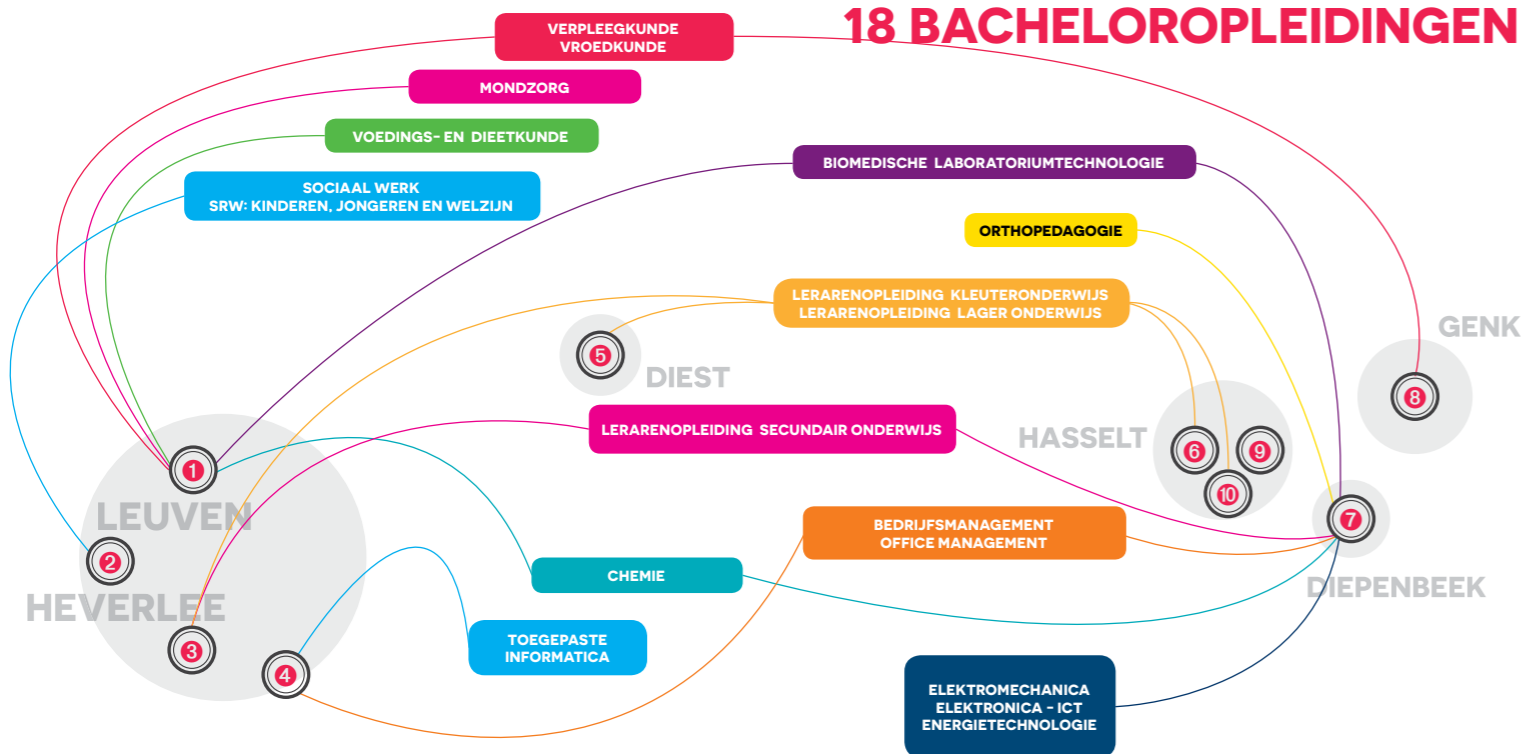 18 BACHELOROPLEIDINGEN
VERPLEEGKUNDE
VROEDKUNDE
MONDZORG
VOEDINGS- EN DIEETKUNDE
SOCIAAL WERK
SRW: KINDEREN, JONGEREN EN WELZIJN
BIOMEDISCHE LABORATORIUMTECHNOLOGIE
ORTHOPEDAGOGIE
LERARENOPLEIDING KLEUTERONDERWIJS
LERARENOPLEIDING LAGER ONDERWIJS
GENK
8
5
DIEST
LERARENOPLEIDING SECUNDAIR ONDERWIJS
HASSELT
6
9
10
1
LEUVEN
7
DIEPENBEEK
BEDRIJFSMANAGEMENT
OFFICE MANAGEMENT
2
HEVERLEE
CHEMIE
3
4
TOEGEPASTE
INFORMATICA
ELEKTROMECHANICA
ELEKTRONICA - ICT
ENERGIETECHNOLOGIE